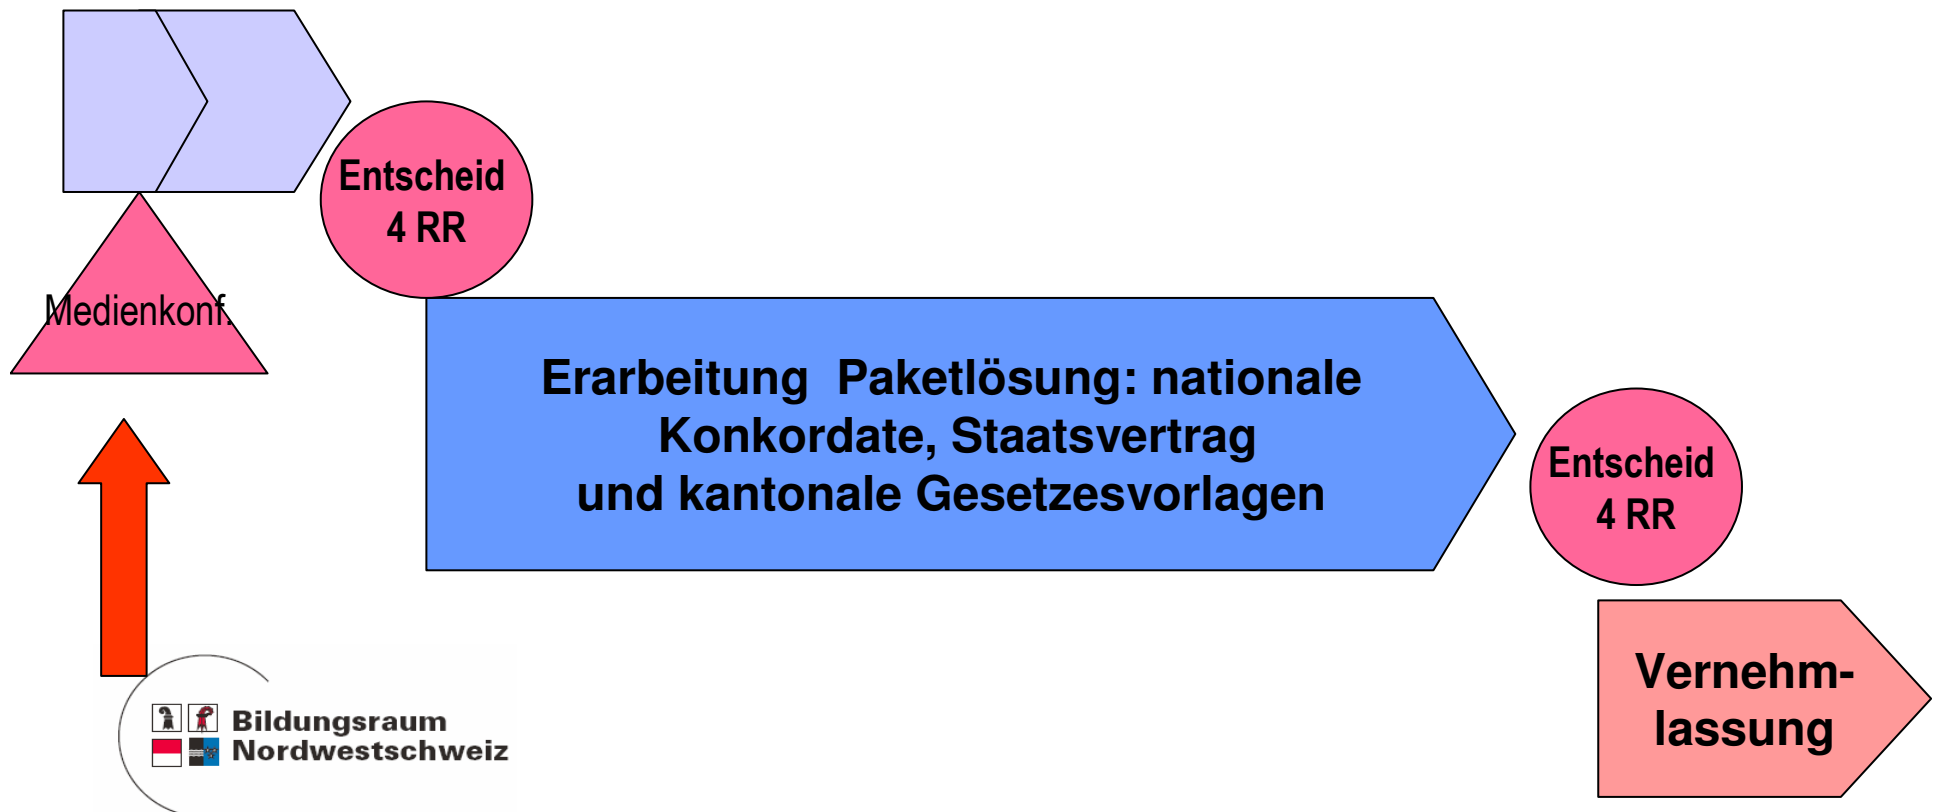 Entscheid
4 RR
Medienkonf.
Erarbeitung  Paketlösung: nationale
Konkordate, Staatsvertrag
und kantonale Gesetzesvorlagen
Entscheid
4 RR
Vernehm-
lassung
Bildungsraum
Nordwestschweiz